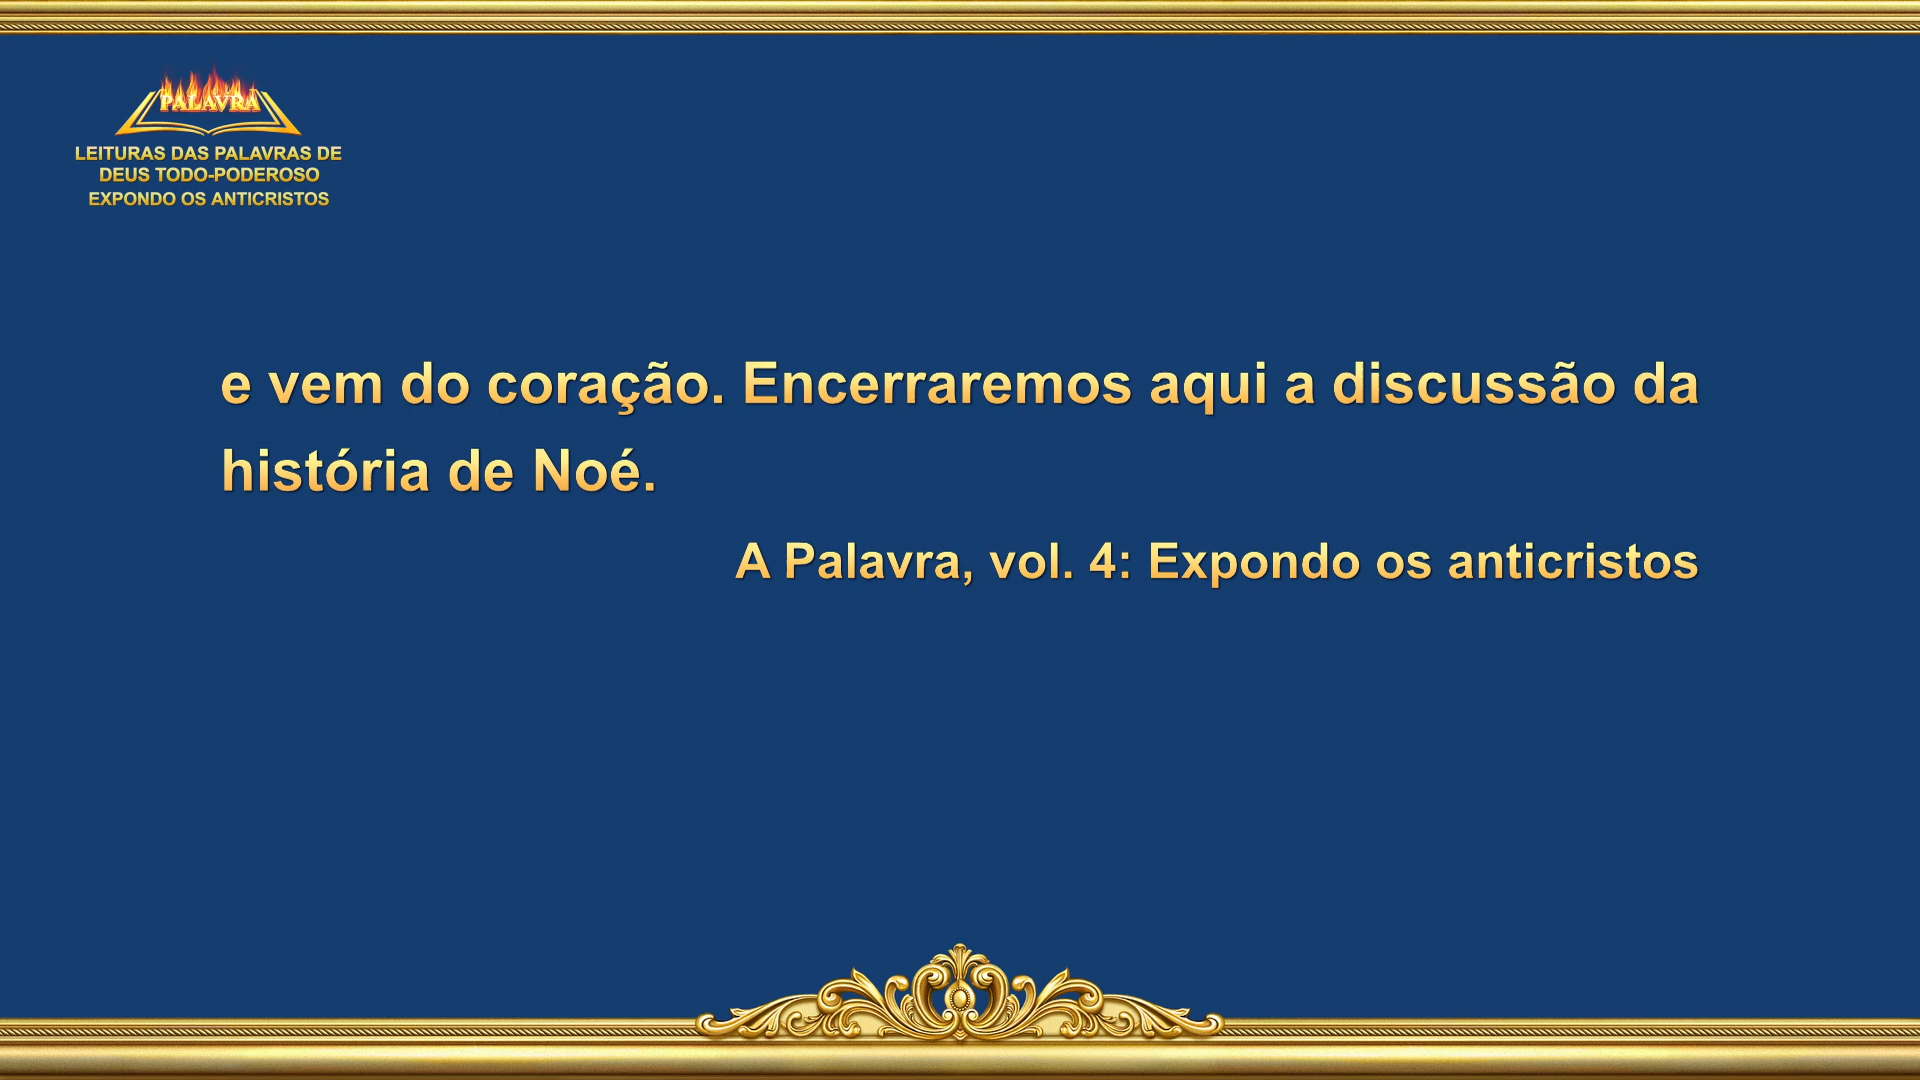 PALAVRA
LEITURAS DAS PALAVRAS DE
DEUS TODO-PODEROSO
EXPONDO OS ANTICRISTOS
e vem do coração. Encerraremos aqui a discussão da
história de Noé.
A Palavra, vol. 4: Expondo os anticristos